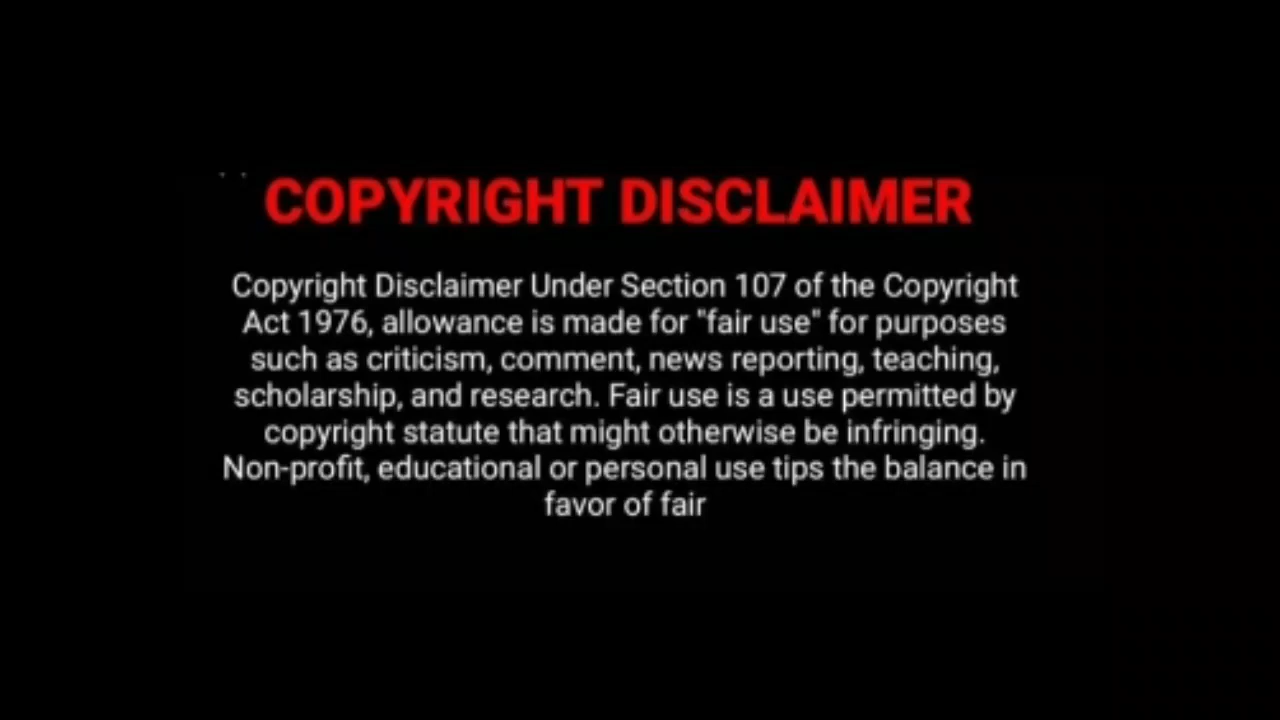 COPYRIGHT DISCLAIMER
Copyright Disclaimer Under Section 107 of the Copyright
Act 1976, allowance is made for "fair use" for purposes
such as criticism, comment, news reporting, teaching,
scholarship, and research. Fair use is a use permitted by
copyright statute that might otherwise be infringing.
Non-profit, educational or personal use tips the balance in
favor of fair